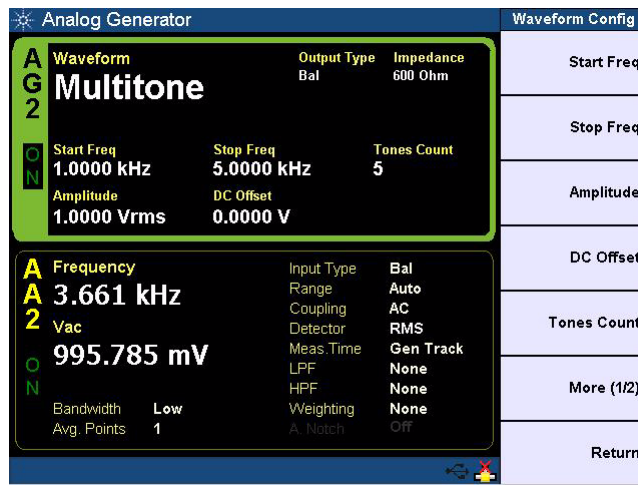 Analog Generator
Waveform Config
AG2
ON
Waveform
Multitone
Output Type Impedance
Bal 600 Ohm
Start Freq Stop Freq Tones Count
1.0000 kHz 5.0000 kHz 5
Amplitude DC Offset
1.0000 Vrms 0.0000 V
AA2
ON
Frequency
3.661 kHz
Vac
995.785 mV
Bandwidth Low
Avg. Points 1
Input Type Bal
Range Auto
Coupling AC
Detector RMS
Meas.Time Gen Track
LPF None
HPF None
Weighting None
A. Notch Off
Start Freq
Stop Freq
Amplitude
DC Offset
Tones Count
More (1/2)
Return